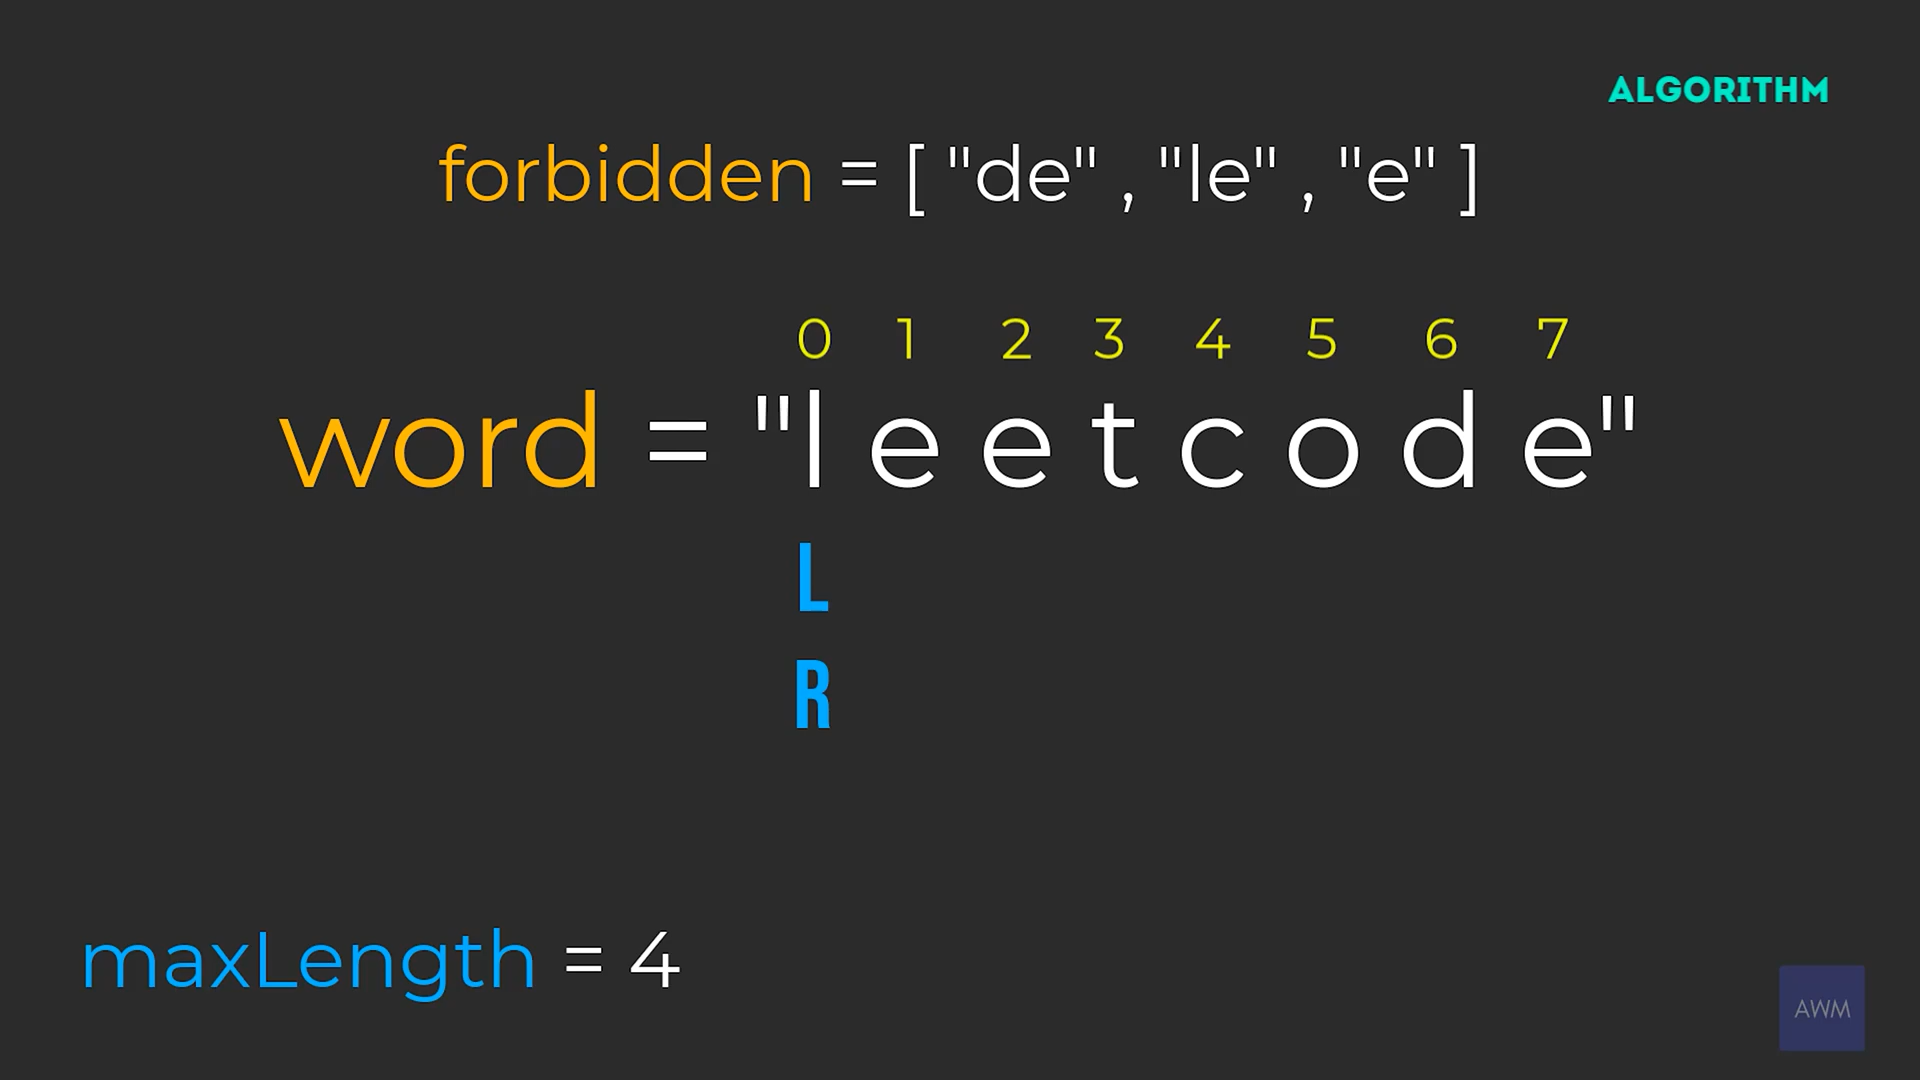 ALGORITHM
forbidden = [ "de" , "le" , "e" ]
0 1 2 3 4 5 6 7
word = "l e e t c o d e"
L
R
maxLength = 4
AWM